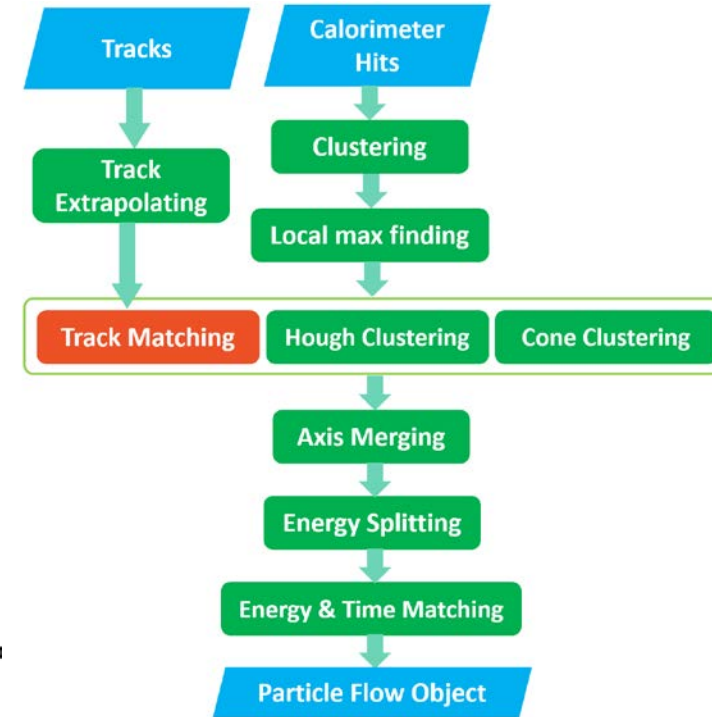 Tracks
Calorimeter
Hits
Track
Extrapolating
Clustering
Local max finding
Track Matching
Hough Clustering
Cone Clustering
Axis Merging
Energy Splitting
Energy & Time Matching
Particle Flow Object